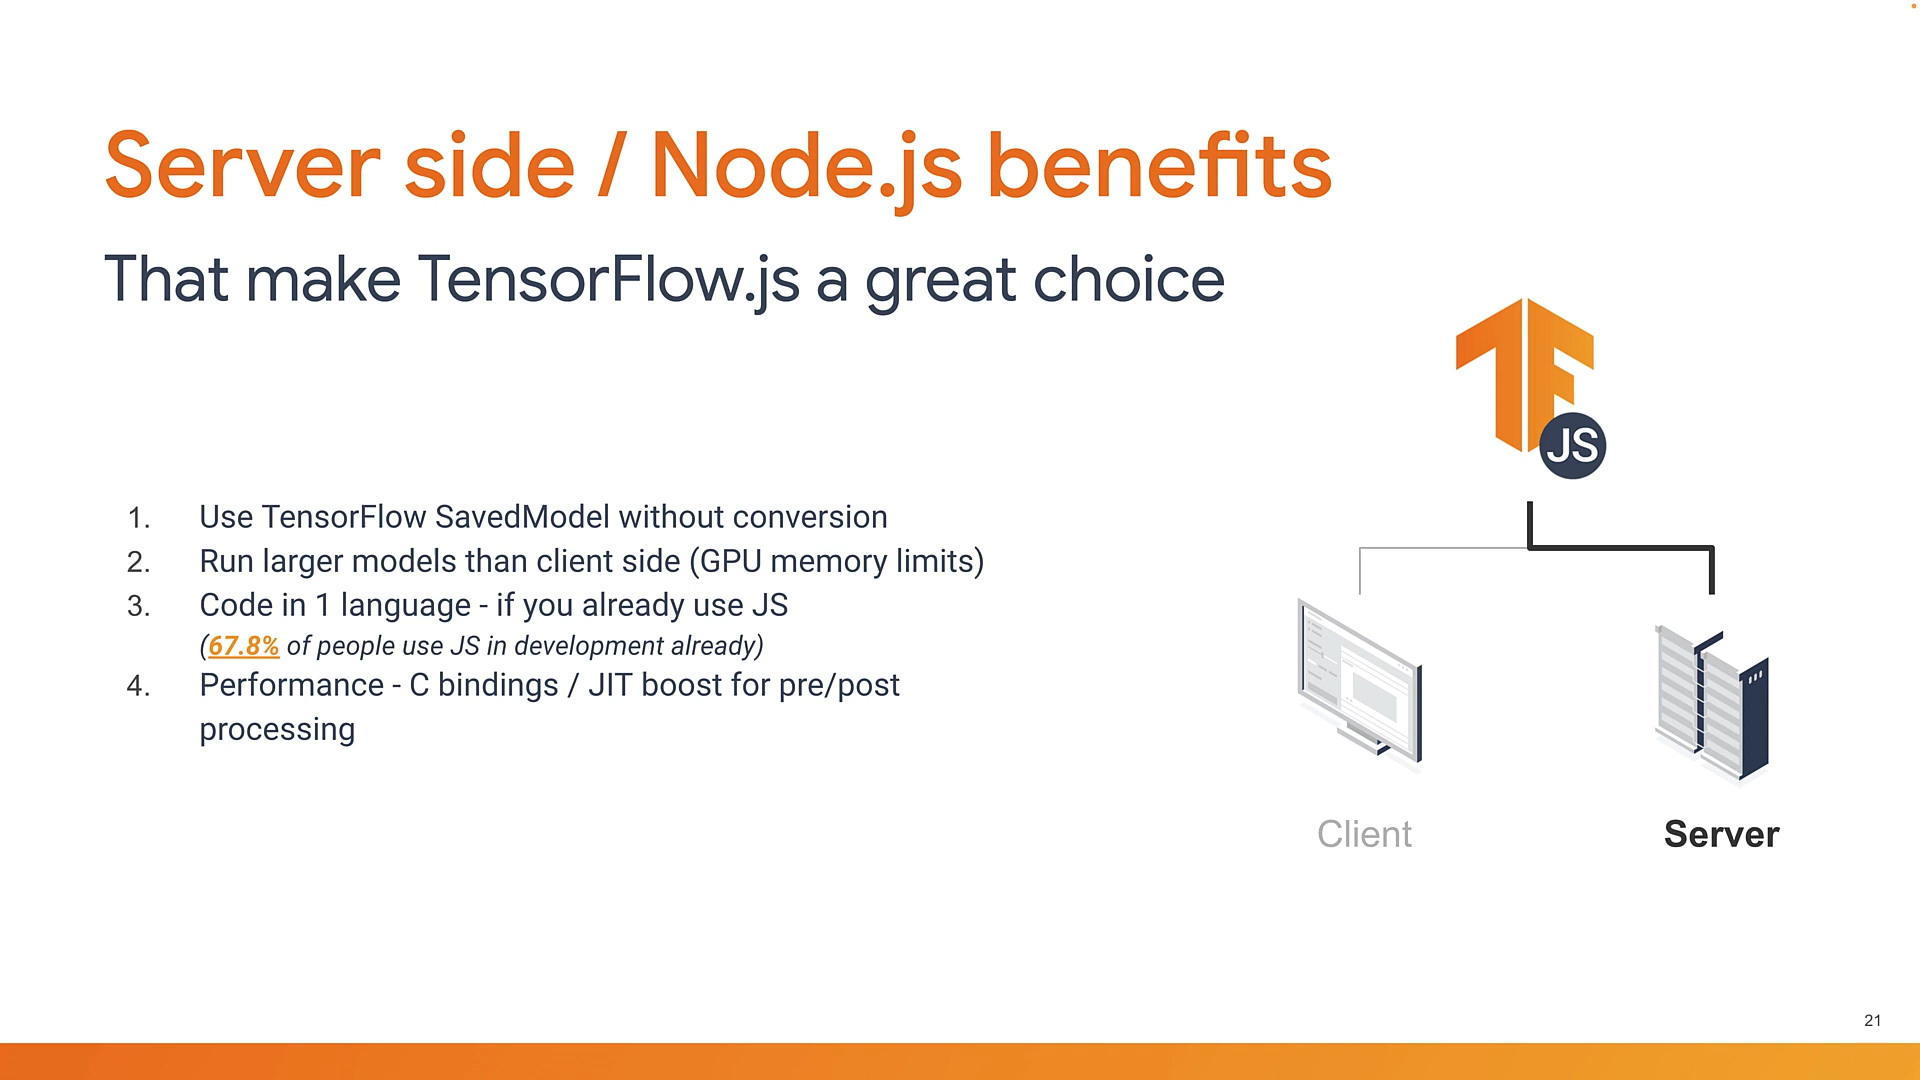 Server side / Node.js benefits
That make TensorFlow.js a great choice
JS
1. Use TensorFlow SavedModel without conversion
2. Run larger models than client side (GPU memory limits)
3. Code in 1 language - if you already use JS
(67.8% of people use JS in development already)
4. Performance - C bindings / JIT boost for pre/post
processing
Client
Server
21